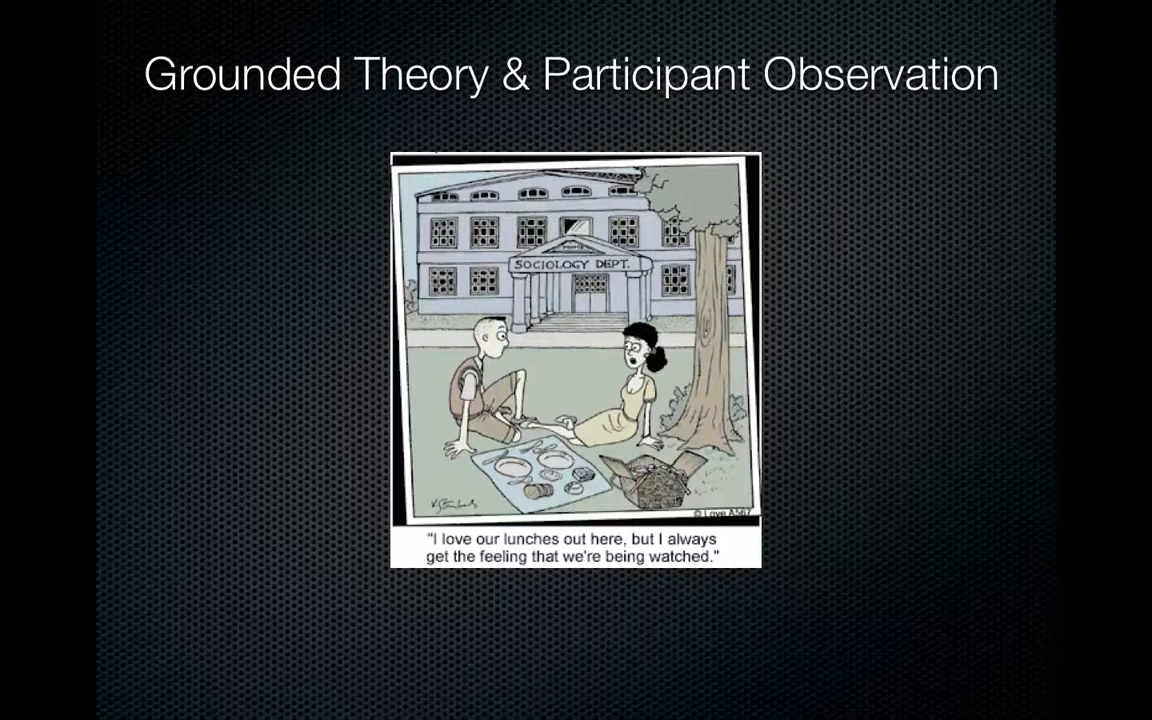 Grounded Theory & Participant Observation
SOCIOLOGY DEPT.
"I love our lunches out here, but I always
get the feeling that we're being watched."